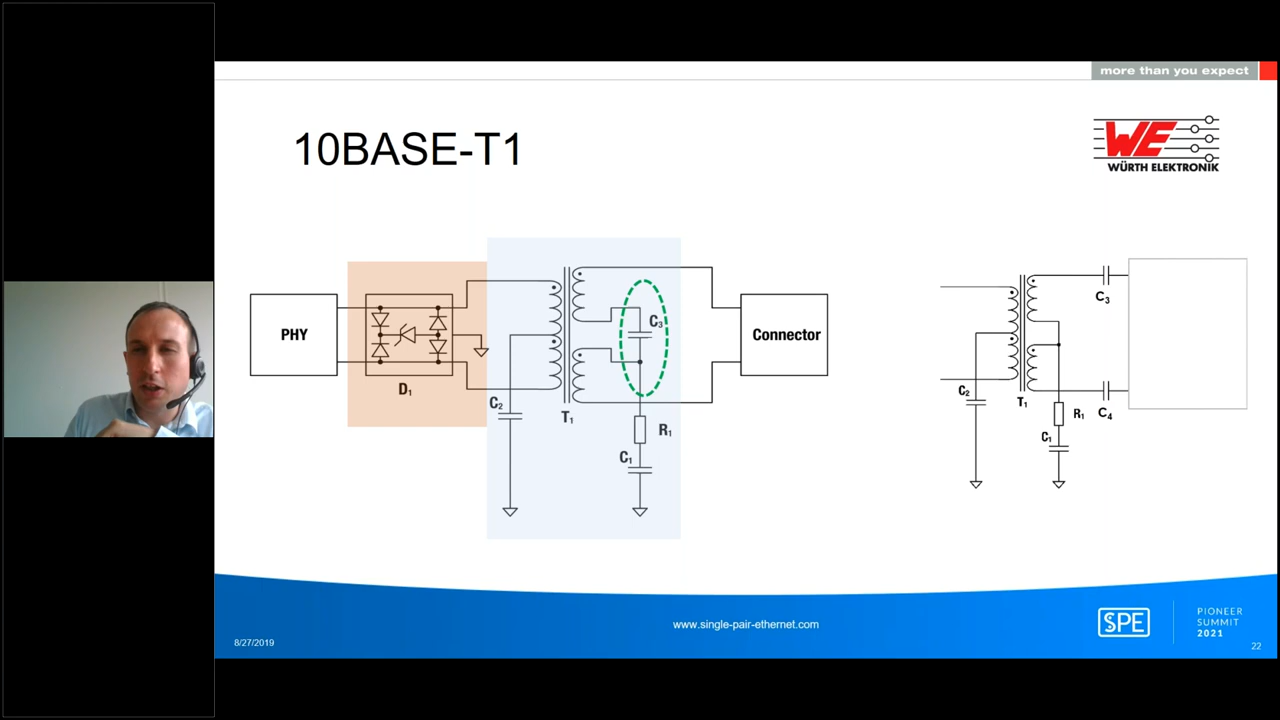 more than you expect
10BASE-T1
WE
WÜRTH ELEKTRONIK
PHY
D1
C2
T1
C3
R1
C1
Connector
C2
T1
C3
R1
C4
C1
www.single-pair-ethernet.com
8/27/2019
SPE
PIONEER
SUMMIT
2021
22